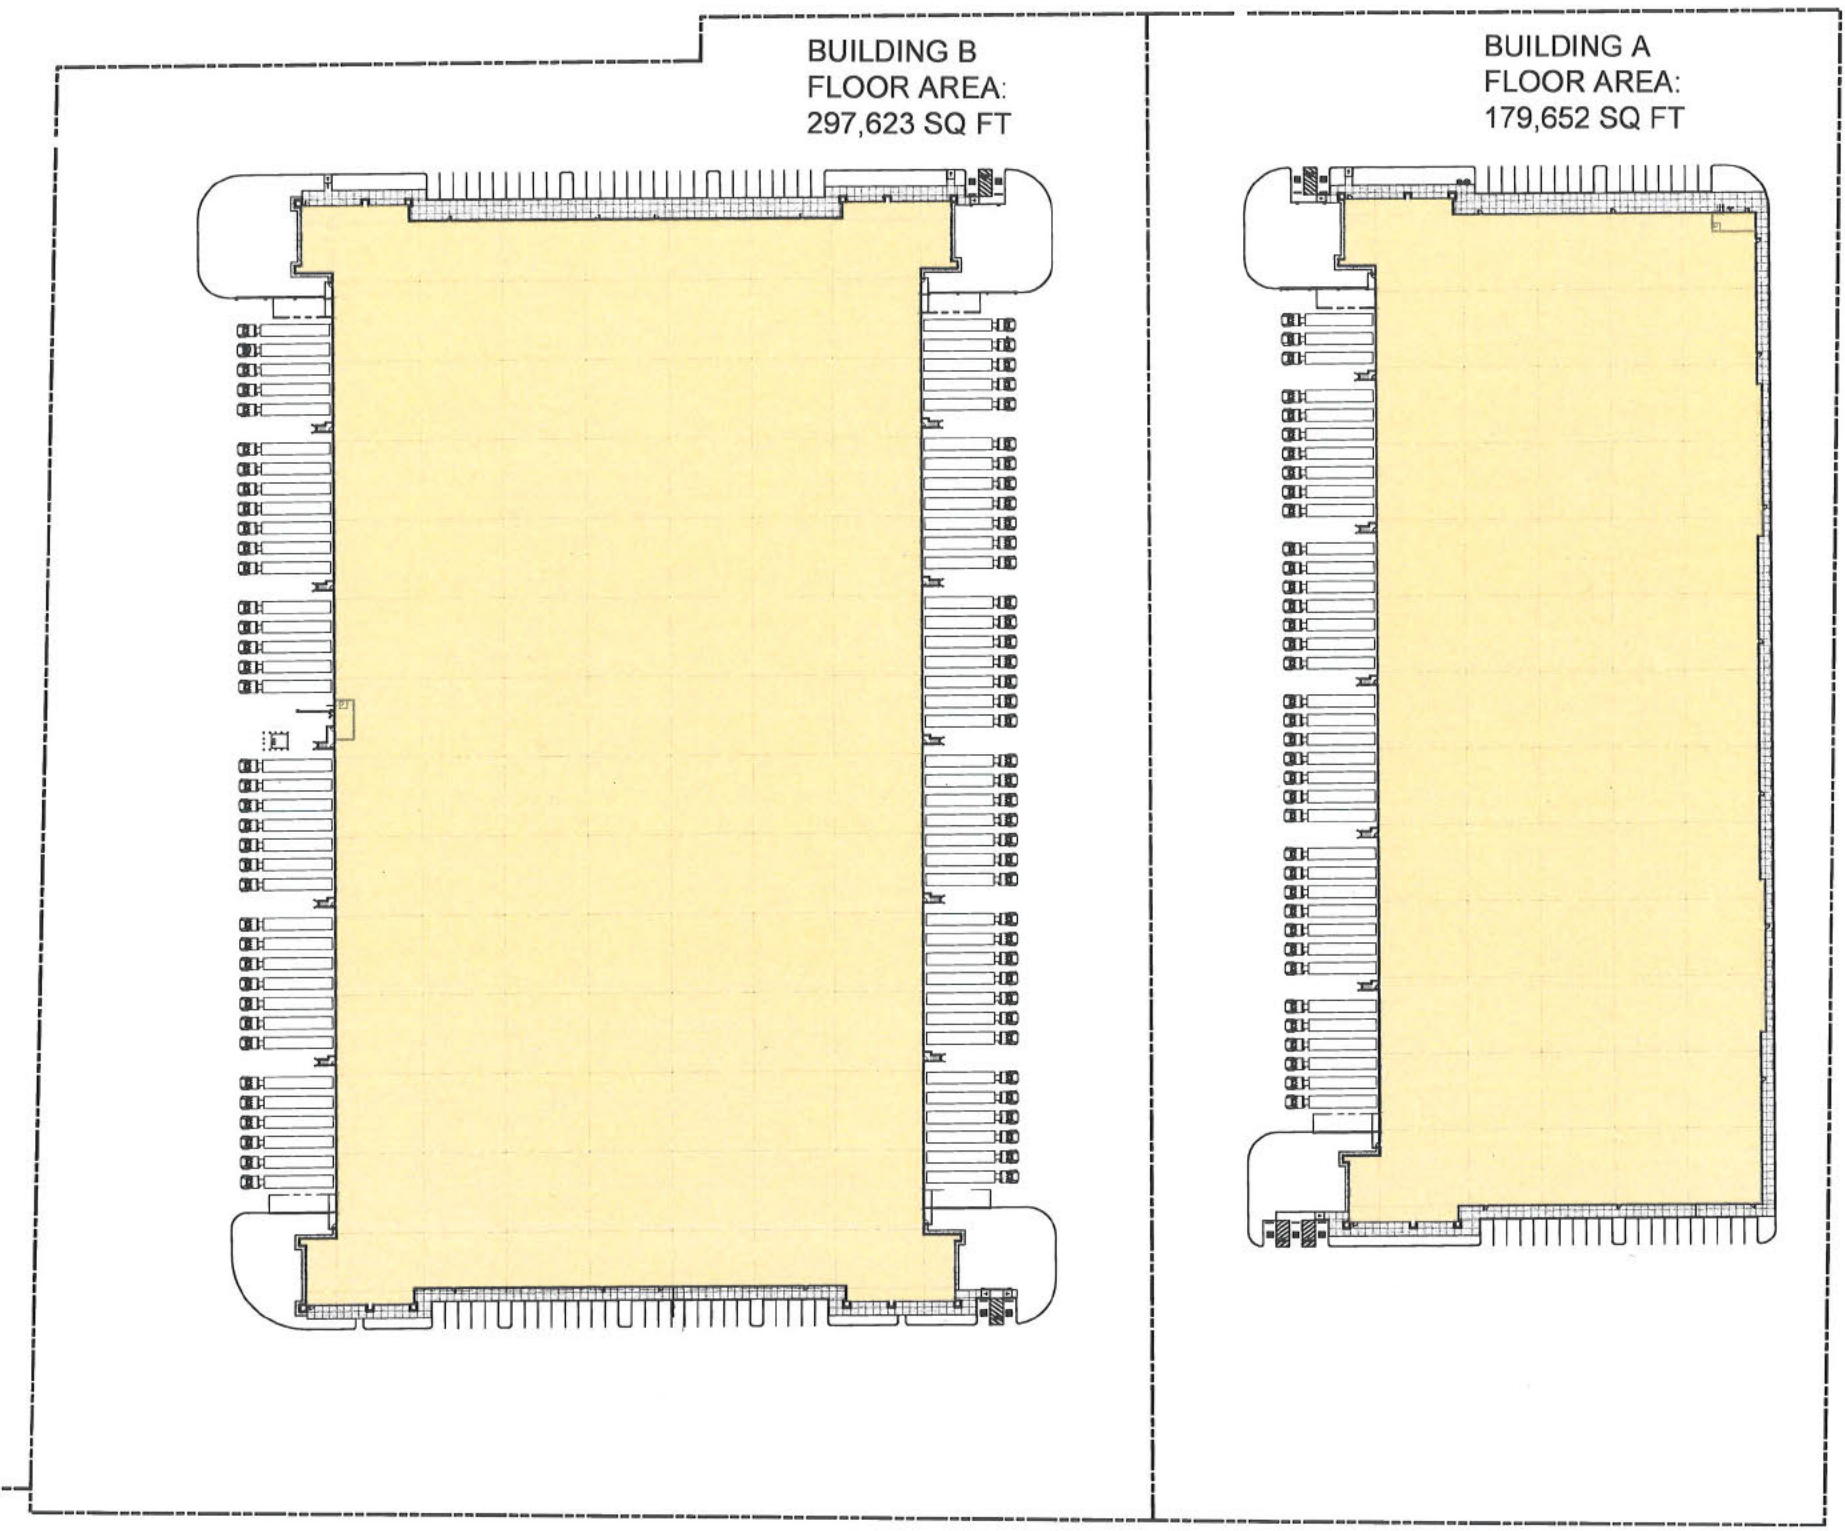 BUILDING B
FLOOR AREA:
297,623 SQ FT
BUILDING A
FLOOR AREA:
179,652 SQ FT